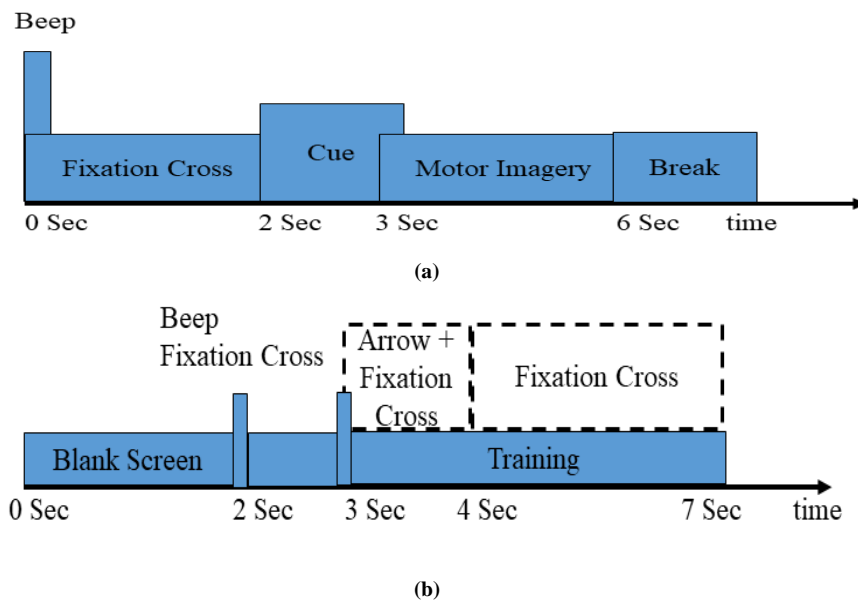 Beep
Fixation Cross
Cue
Motor Imagery
Break
0 Sec
2 Sec
3 Sec
6 Sec
time
(a)
Beep
Fixation Cross
Arrow +
Fixation
Cross
Fixation Cross
Blank Screen
Training
0 Sec
2 Sec
3 Sec
4 Sec
7 Sec
time
(b)